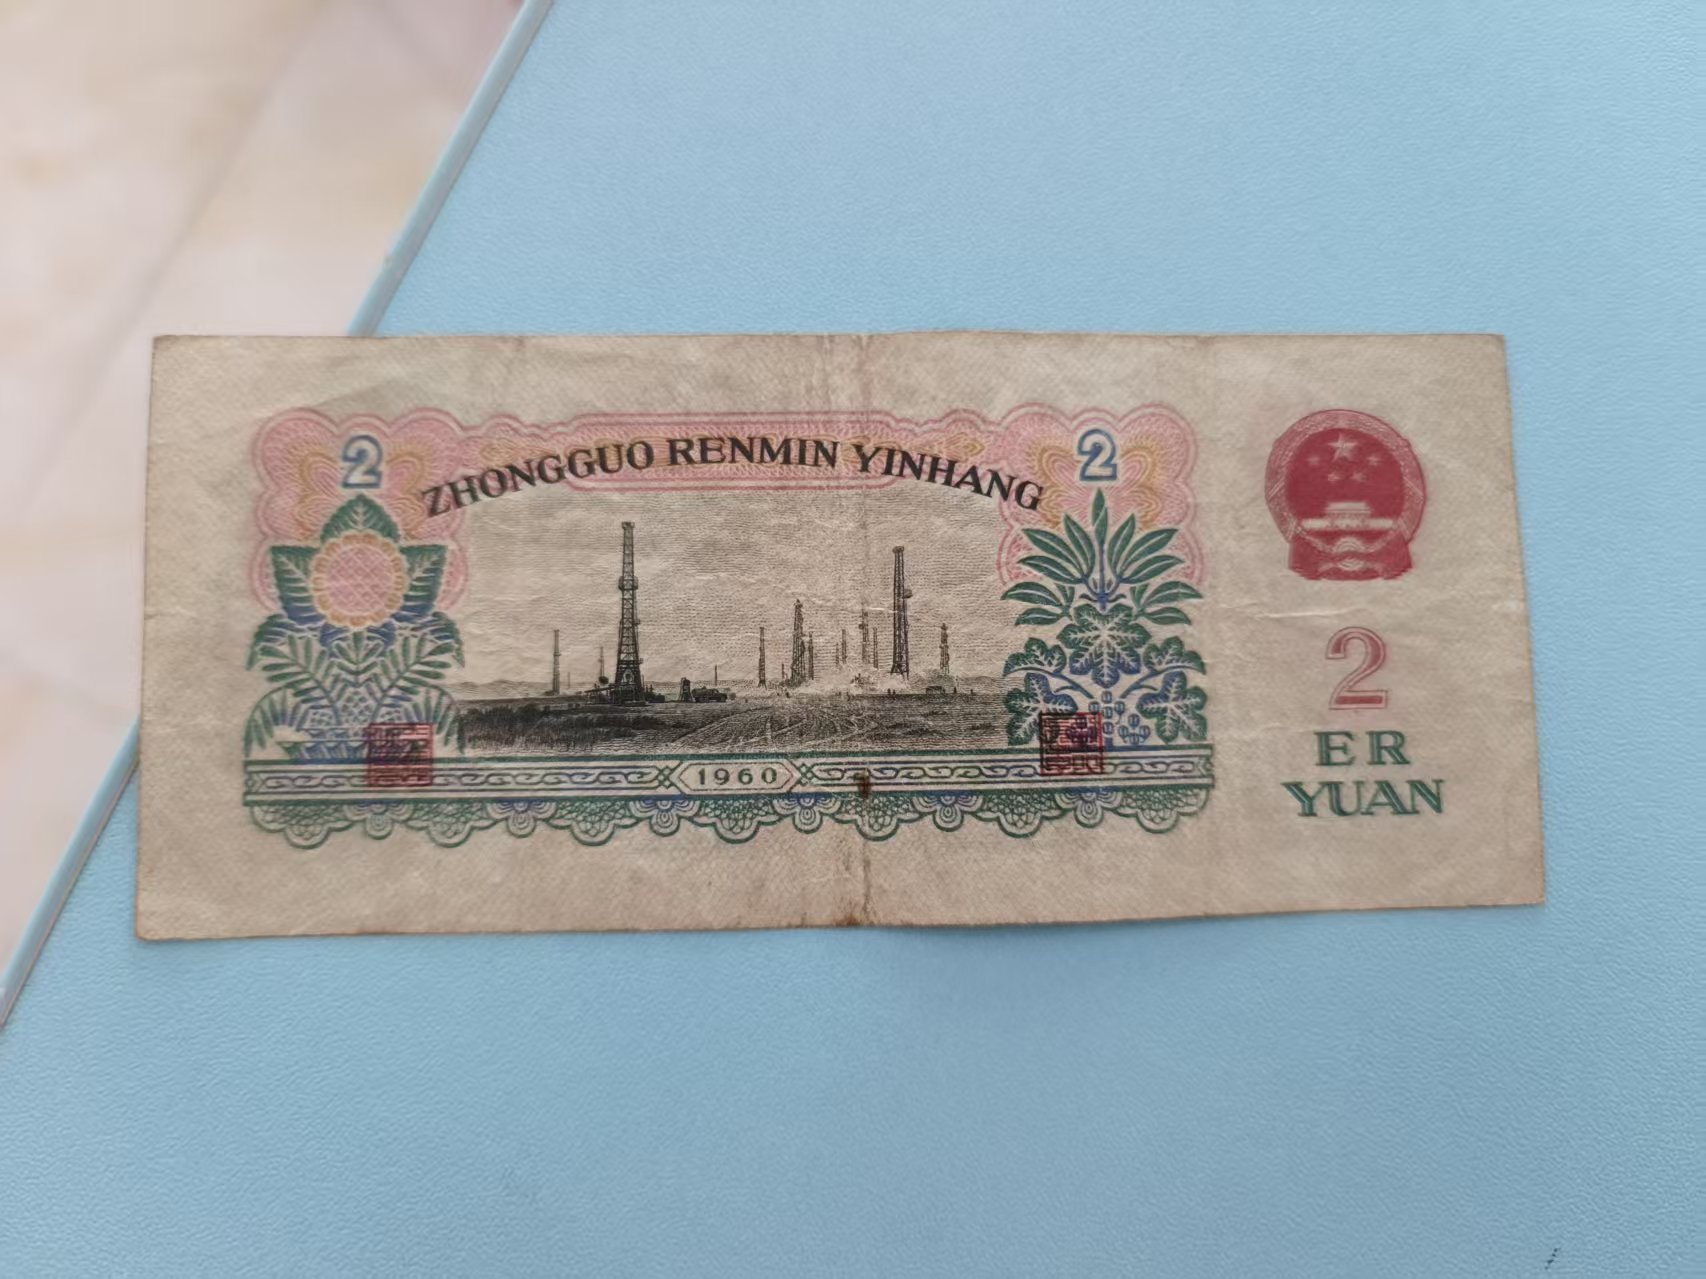 2 2
ZHONGGUO RENMIN YINHANG
1960
2
ER
YUAN